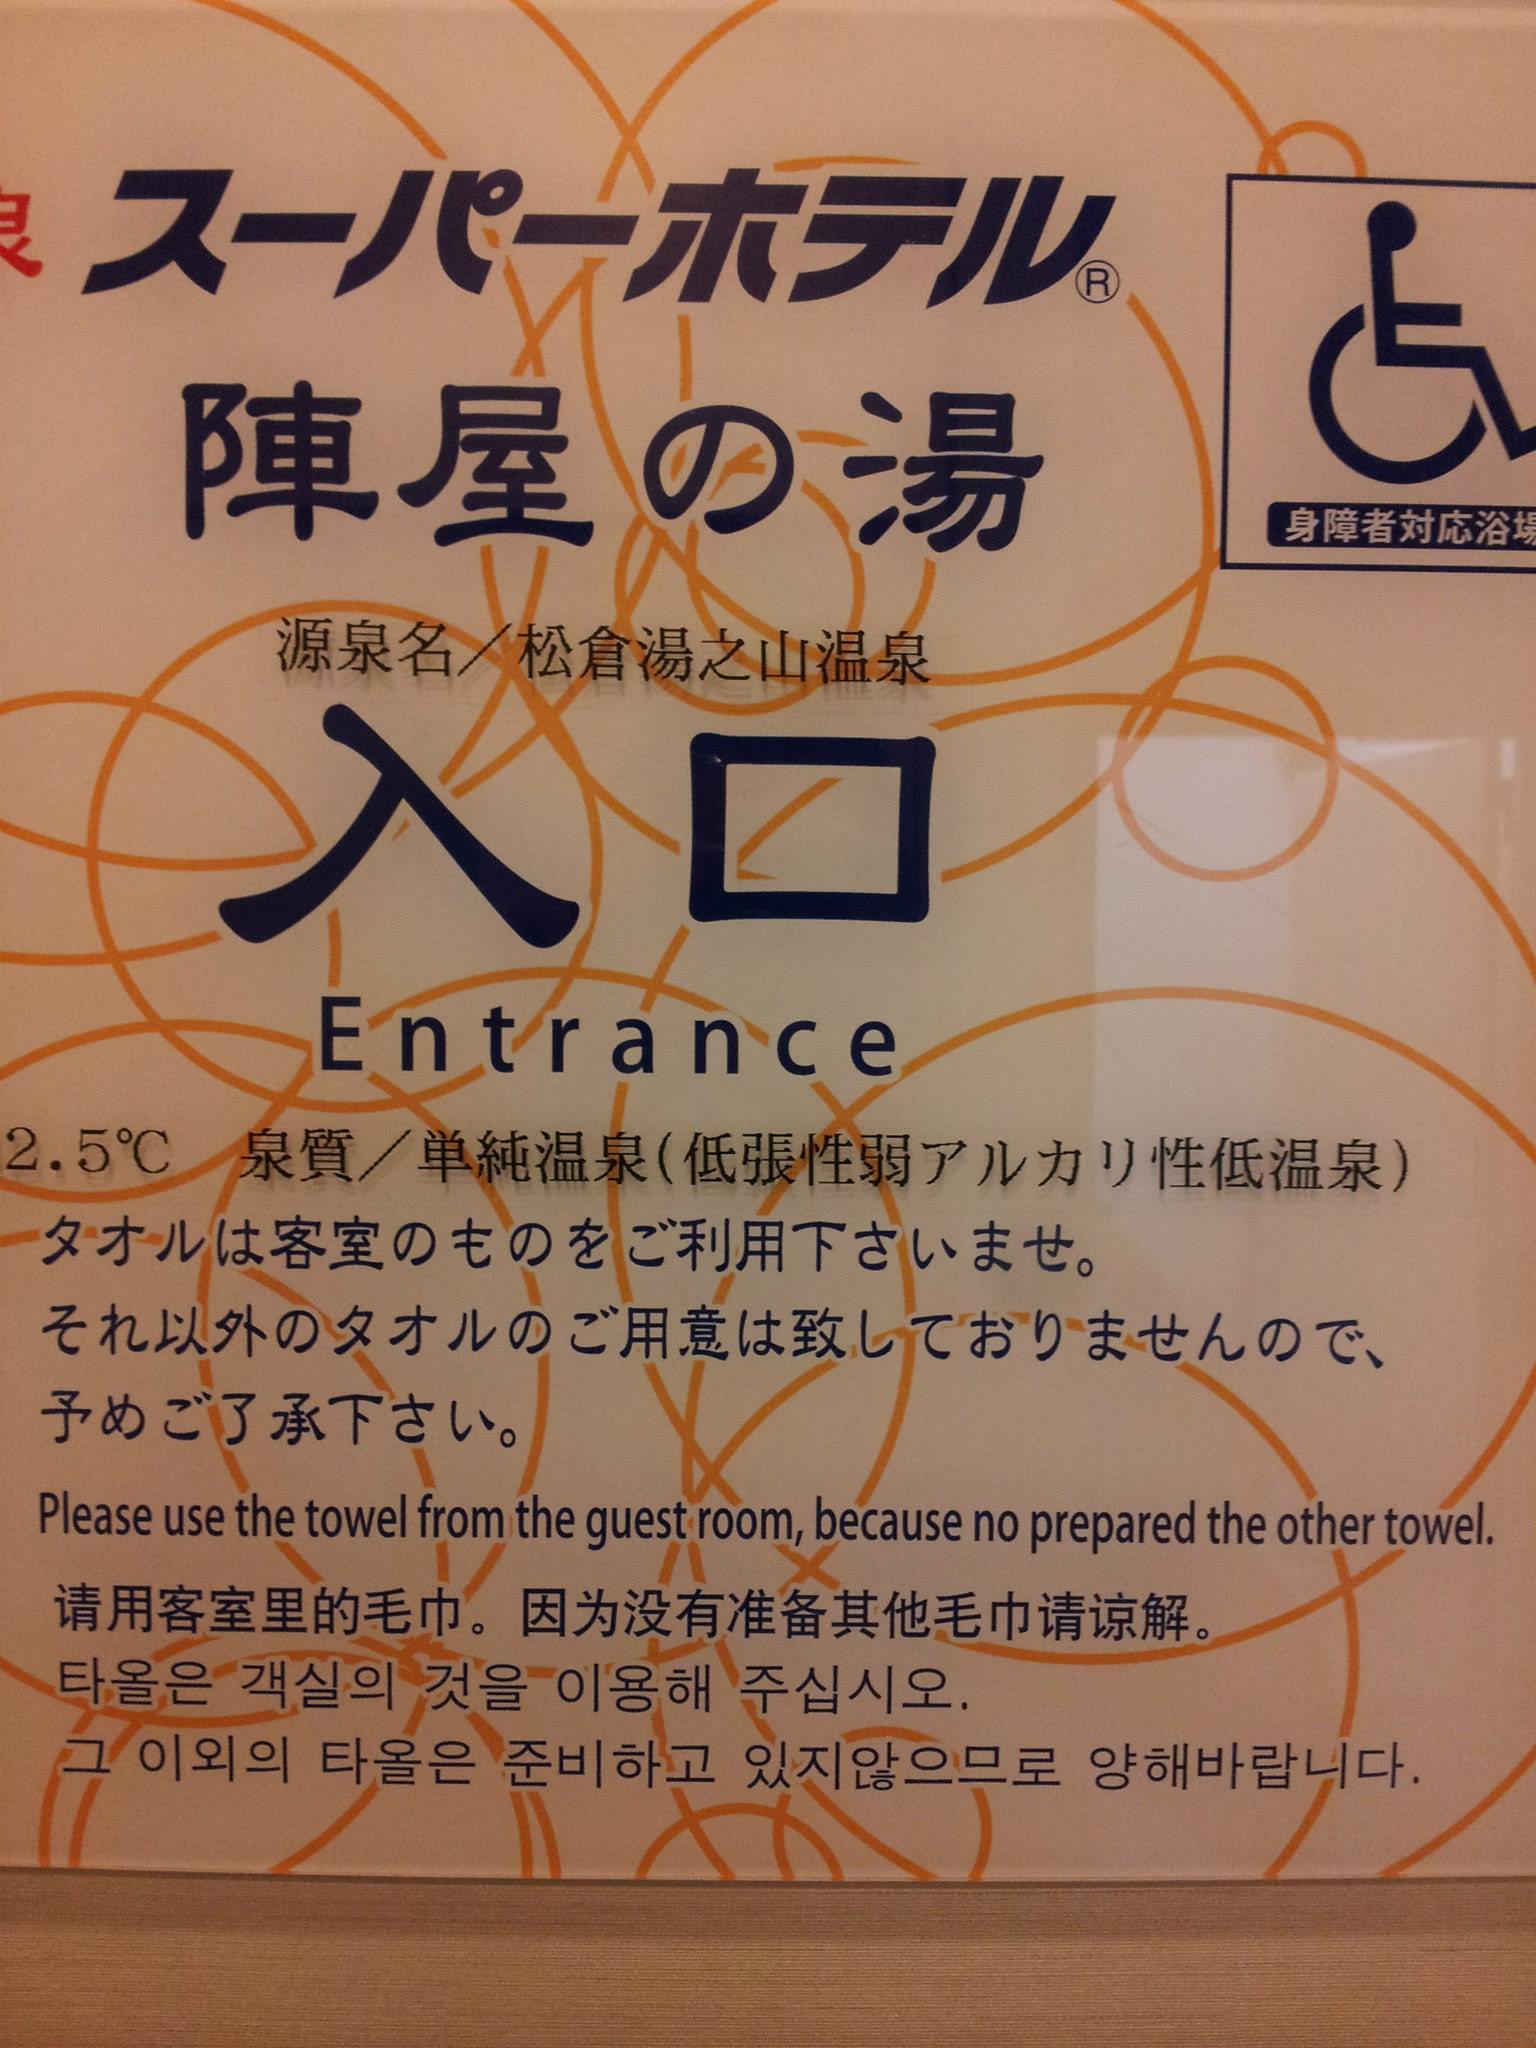 泉 スーパーホテル®
陣屋の湯
身障者対応浴場
源泉名／松倉湯之山温泉
入口
Entrance
2.5℃ 泉質／単純温泉(低張性弱アルカリ性低温泉)
タオルは客室のものをご利用下さいませ。
それ以外のタオルのご用意は致しておりませんので、
予めご了承下さい。
Please use the towel from the guest room, because no prepared the other towel.
请用客室里的毛巾。因为没有准备其他毛巾请谅解。
타올은 객실의 것을 이용해 주십시오.
그 이외의 타올은 준비하고 있지않으므로 양해바랍니다.